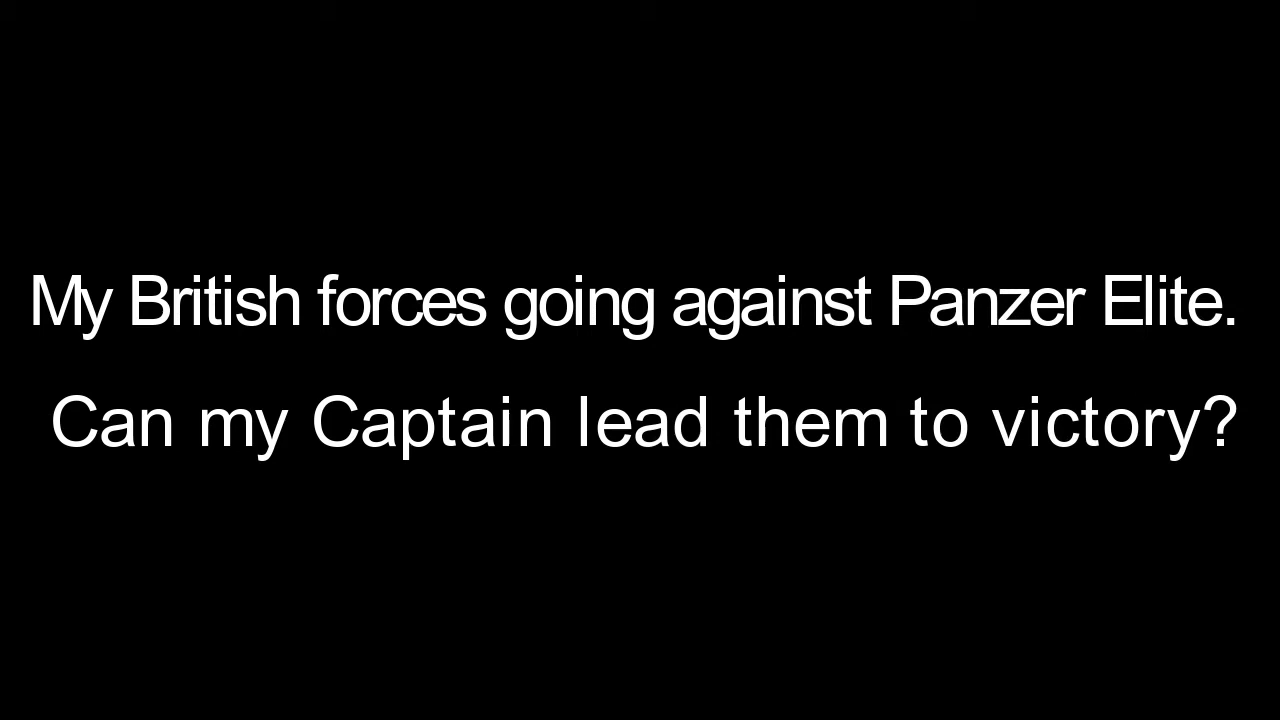 My British forces going against Panzer Elite.
Can my Captain lead them to victory?